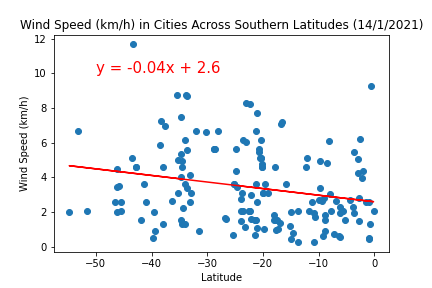 Wind Speed (km/h) in Cities Across Southern Latitudes (14/1/2021)
12
10
8
6
4
2
0
Wind Speed (km/h)
y = -0.04x + 2.6
−50 −40 −30 −20 −10 0
Latitude